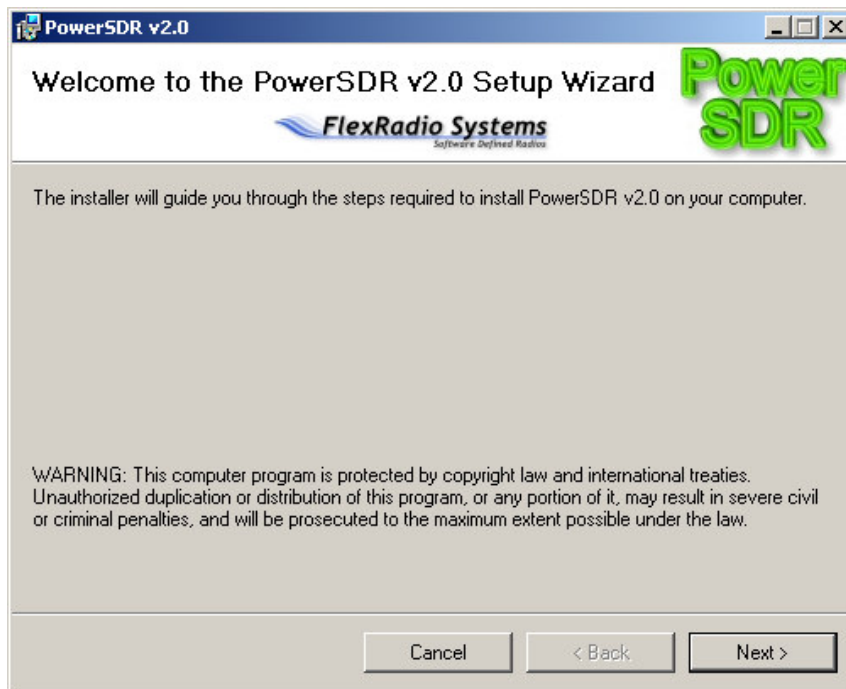 PowerSDR v2.0
Welcome to the PowerSDR v2.0 Setup Wizard
Power
SDR
FlexRadio Systems
Software Defined Radios
The installer will guide you through the steps required to install PowerSDR v2.0 on your computer.
WARNING: This computer program is protected by copyright law and international treaties.
Unauthorized duplication or distribution of this program, or any portion of it, may result in severe civil
or criminal penalties, and will be prosecuted to the maximum extent possible under the law.
Cancel
< Back
Next >